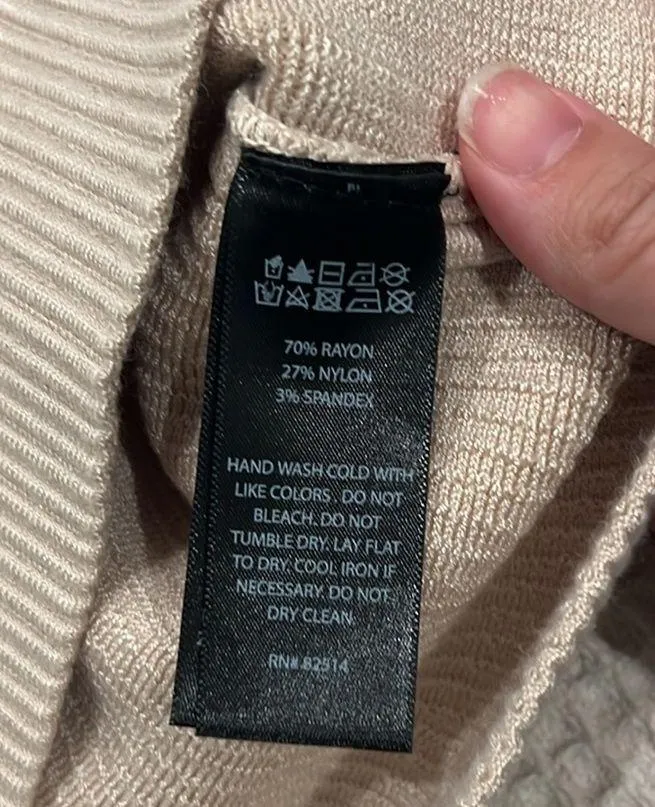 70% RAYON
27% NYLON
3% SPANDEX
HAND WASH COLD WITH
LIKE COLORS DO NOT
BLEACH. DO NOT
TUMBLE DRY. LAY FLAT
TO DRY. COOL IRON IF
NECESSARY. DO NOT
DRY CLEAN
RN# 82514